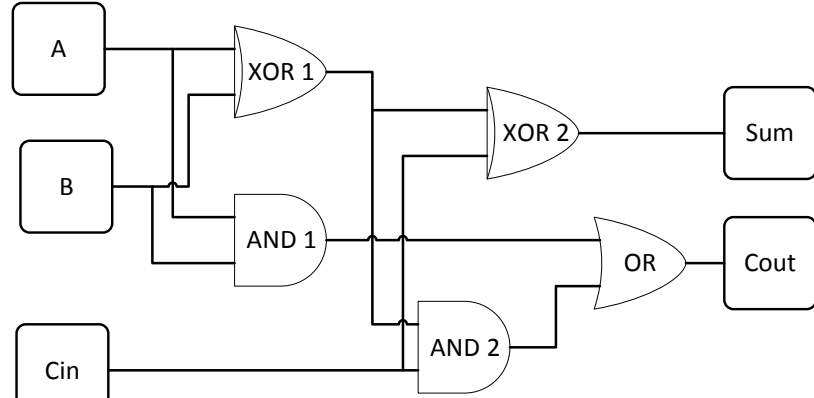 A
XOR 1
XOR 2
Sum
B
AND 1
OR
Cout
AND 2
Cin